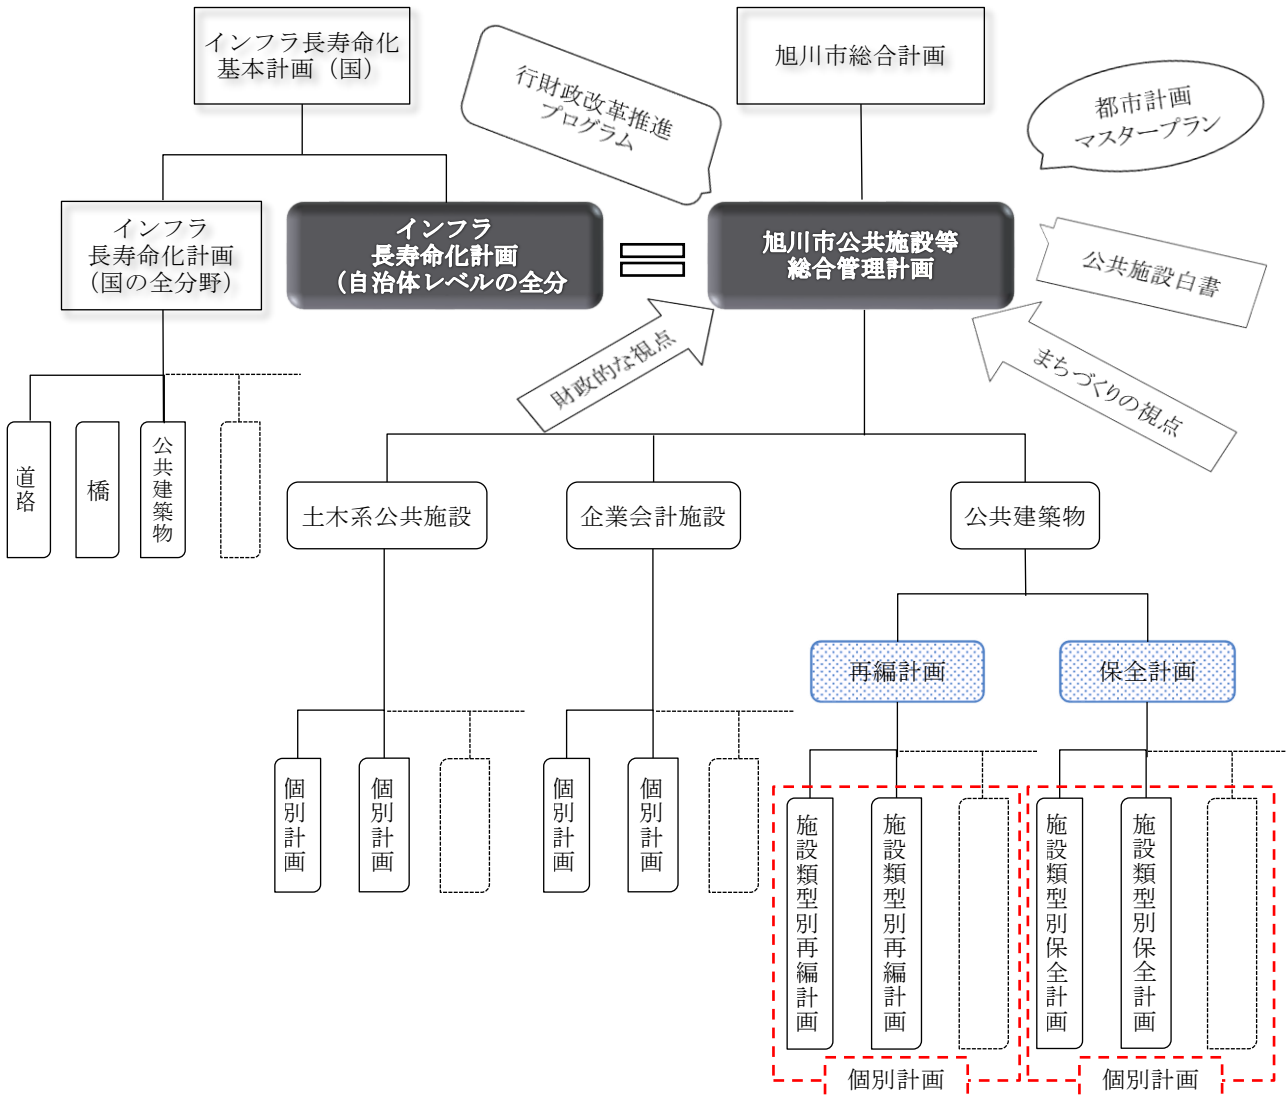 インフラ長寿命化
基本計画（国）
旭川市総合計画
行財政改革推進
プログラム
都市計画
マスタープラン
インフラ
長寿命化計画
（国の全分野）
インフラ
長寿命化計画
（自治体レベルの全分
旭川市公共施設等
総合管理計画
公共施設白書
財政的な視点
まちづくりの視点
道路
橋
公共建築物
土木系公共施設
企業会計施設
公共建築物
再編計画
保全計画
個別計画
個別計画
個別計画
個別計画
施設類型別再編計画
施設類型別再編計画
施設類型別保全計画
施設類型別保全計画
個別計画
個別計画